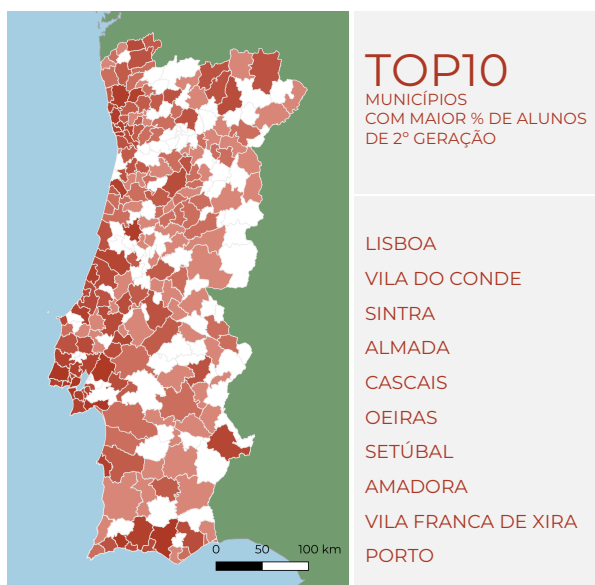 TOP10
MUNICÍPIOS
COM MAIOR % DE ALUNOS
DE 2º GERAÇÃO
LISBOA
VILA DO CONDE
SINTRA
ALMADA
CASCAIS
OEIRAS
SETÚBAL
AMADORA
VILA FRANCA DE XIRA
PORTO
0 50 100 km